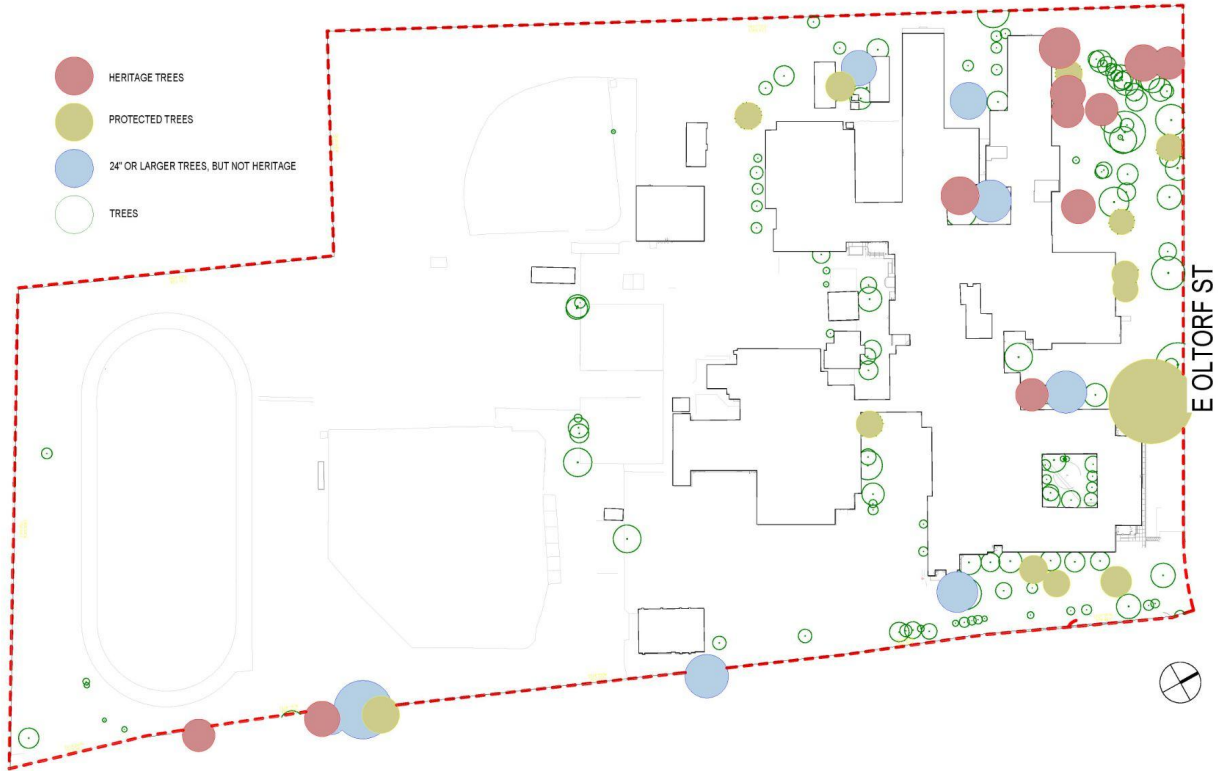 HERITAGE TREES
PROTECTED TREES
24" OR LARGER TREES, BUT NOT HERITAGE
TREES
E OLTORF ST